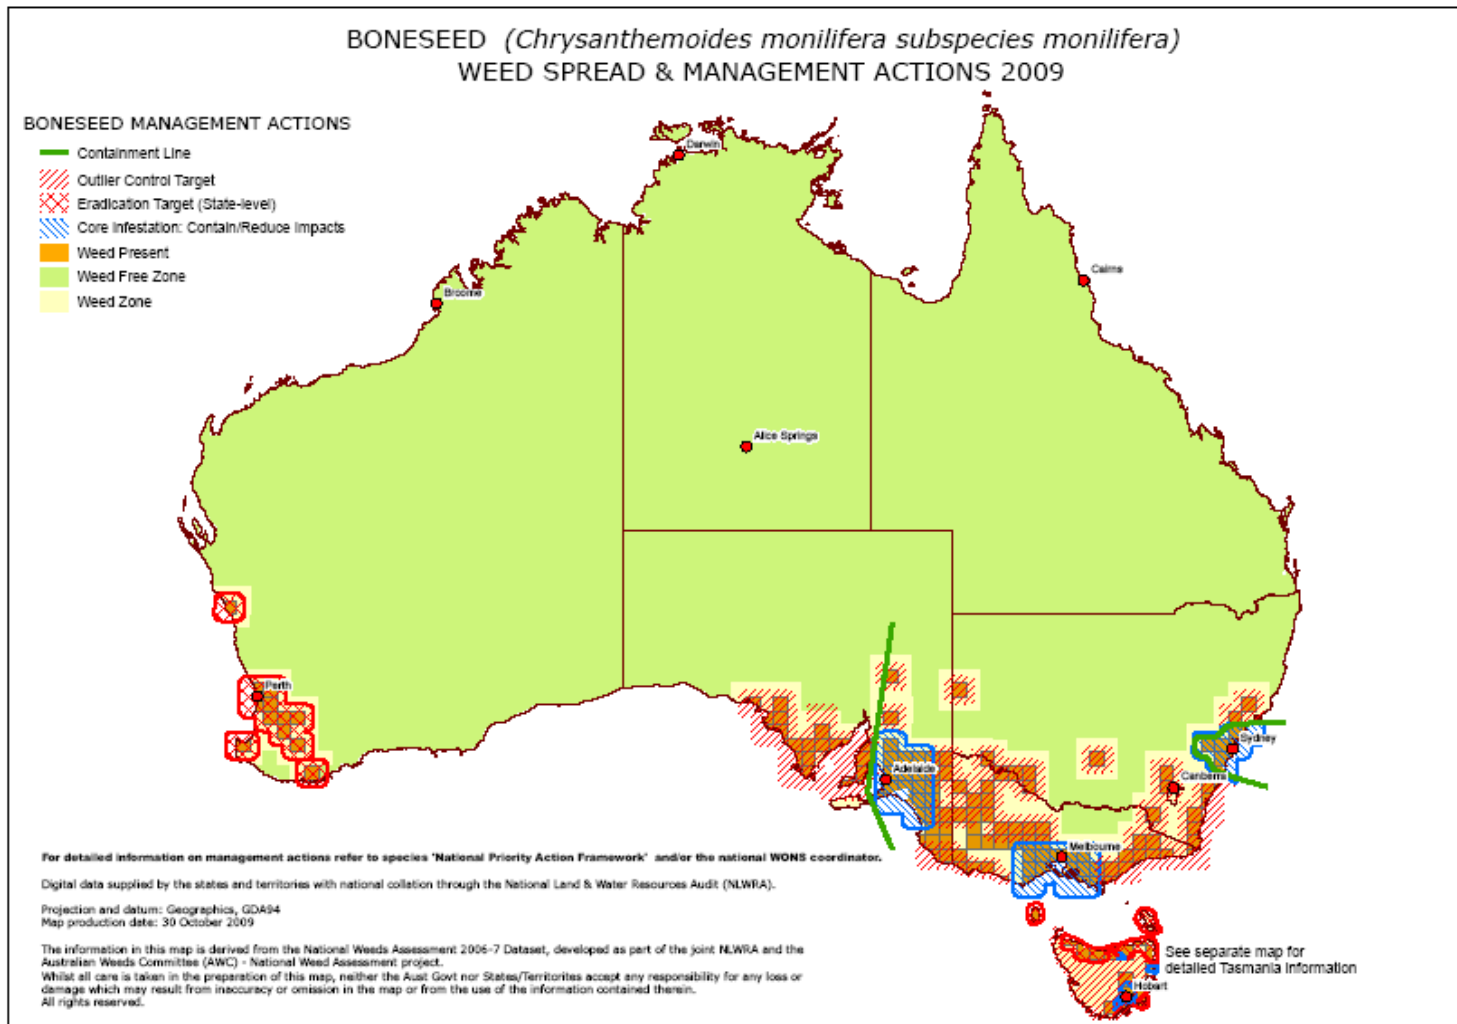 BONESEED (Chrysanthemoides monilifera subspecies monilifera)
WEED SPREAD & MANAGEMENT ACTIONS 2009
BONESEED MANAGEMENT ACTIONS
Containment Line
Outlier Control Target
Eradication Target (State-level)
Core Infestation: Contain/Reduce Impacts
Weed Present
Weed Free Zone
Weed Zone
Darwin
Cairns
Broome
Alice Springs
Perth
Sydney
Adelaide
Canberra
Melbourne
Hobart
See separate map for
detailed Tasmania Information
For detailed information on management actions refer to species "National Priority Action Framework" and/or the national WONS coordinator.
Digital data supplied by the states and territories with national collation through the National Land & Water Resources Audit (NLWRA).
Projection and datum: Geographics, GDA94
Map production date: 30 October 2009
The information in this map is derived from the National Weeds Assessment 2006-7 Dataset, developed as part of the joint NLWRA and the
Australian Weeds Committee (AWC) - National Weed Assessment project.
Whilst all care is taken in the preparation of this map, neither the Aust Govt nor States/Territorites accept any responsibility for any loss or
damage which may result from inaccuracy or omission in the map or from the use of the information contained therein.
All rights reserved.